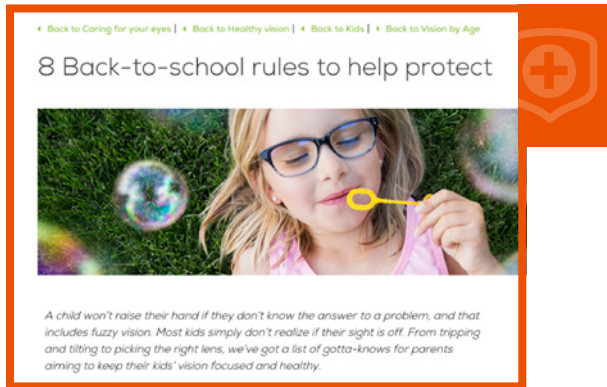 Back to Caring for your eyes | Back to Healthy vision | Back to Kids | Back to Vision by Age
8 Back-to-school rules to help protect
A child won't raise their hand if they don't know the answer to a problem, and that
includes fuzzy vision. Most kids simply don't realize if their sight is off. From tripping
and tilting to picking the right lens, we've got a list of gotta-knows for parents
aiming to keep their kids' vision focused and healthy.